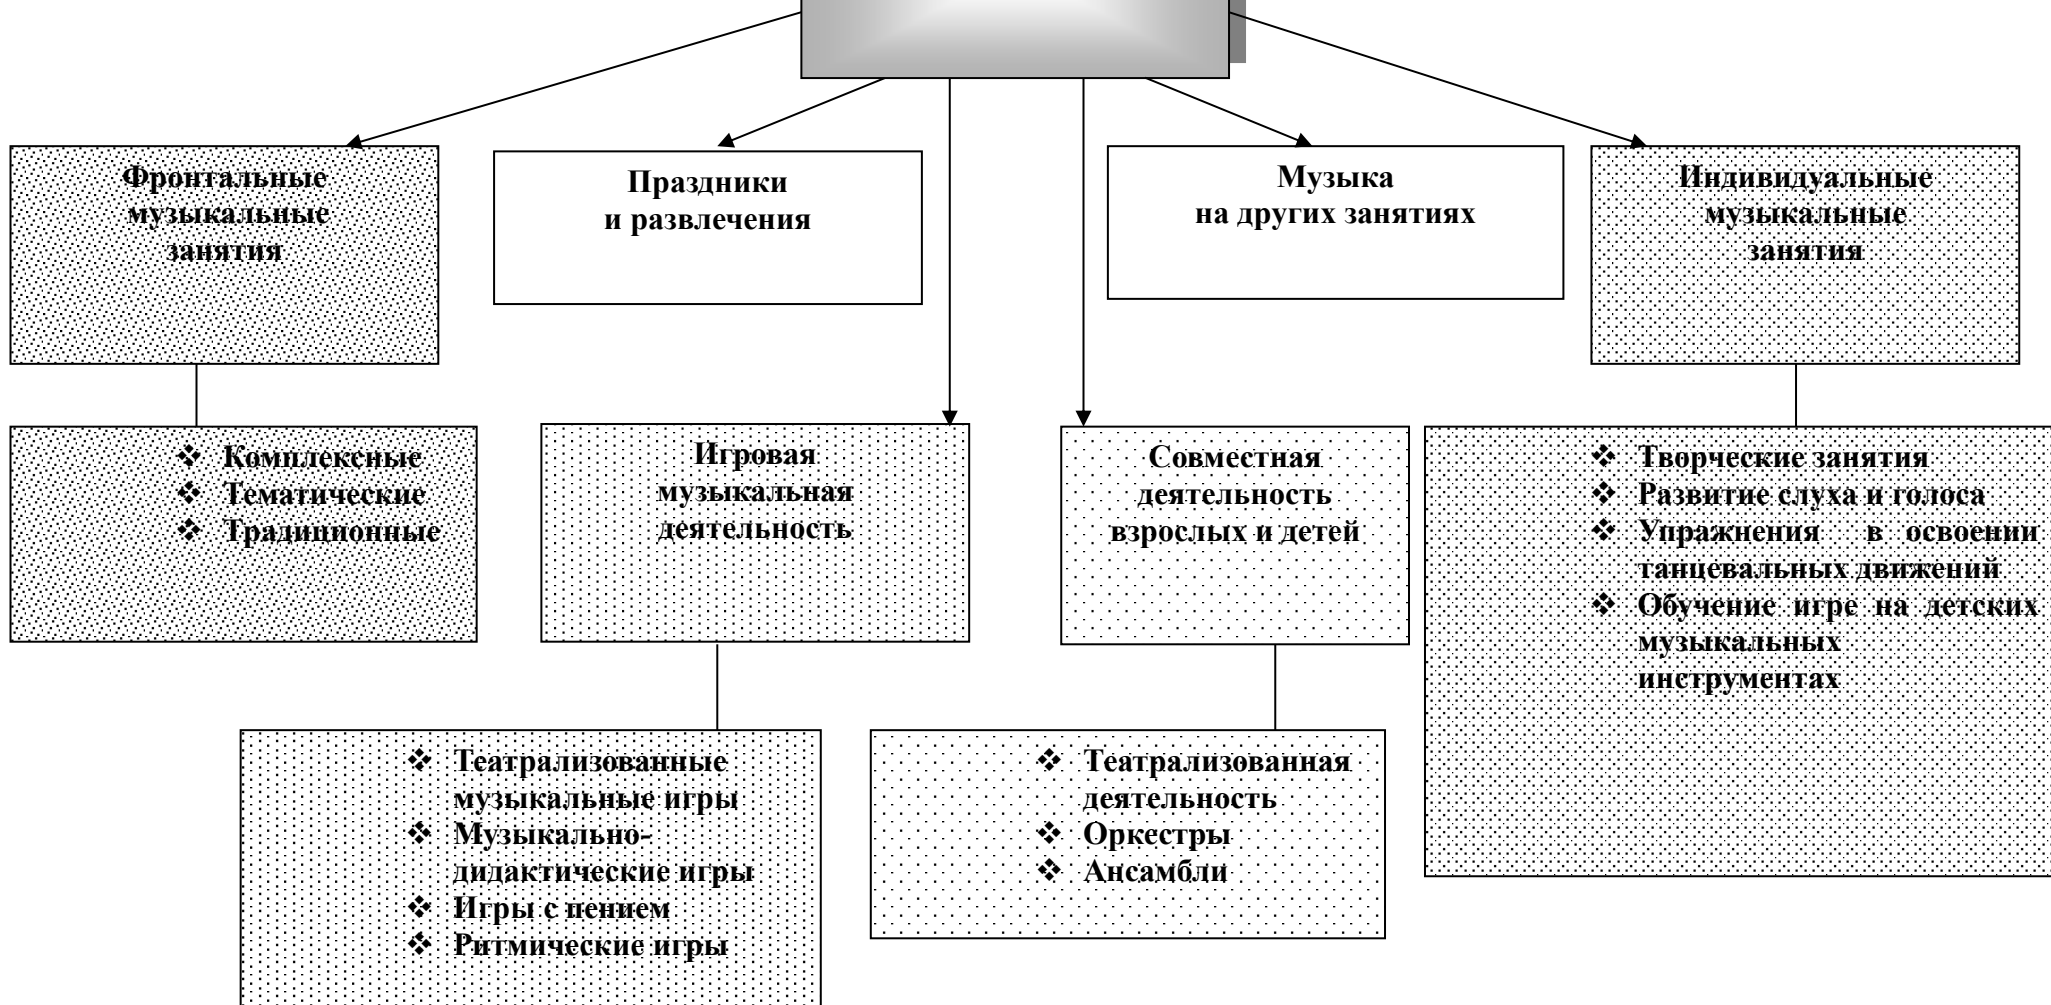 Фронтальные
музыкальные
занятия
Праздники
и развлечения
Музыка
на других занятиях
Индивидуальные
музыкальные
занятия
❖ Комплексные
❖ Тематические
❖ Традиционные
Игровая
музыкальная
деятельность
Совместная
деятельность
взрослых и детей
❖ Творческие занятия
❖ Развитие слуха и голоса
❖ Упражнения в освоении
танцевальных движений
❖ Обучение игре на детских
музыкальных
инструментах
❖ Театрализованные
музыкальные игры
❖ Музыкально-
дидактические игры
❖ Игры с пением
❖ Ритмические игры
❖ Театрализованная
деятельность
❖ Оркестры
❖ Ансамбли